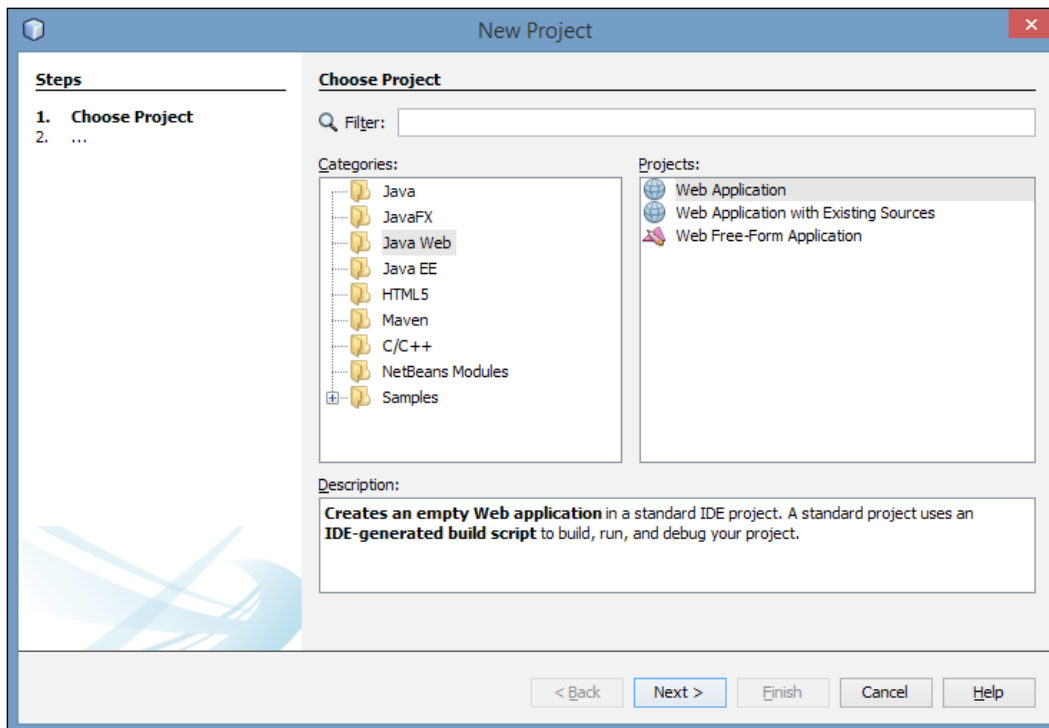 New Project
Steps
1. Choose Project
2. ...
Choose Project
Filter:
Categories:
Java
JavaFX
Java Web
Java EE
HTML5
Maven
C/C++
NetBeans Modules
Samples
Projects:
Web Application
Web Application with Existing Sources
Web Free-Form Application
Description:
Creates an empty Web application in a standard IDE project. A standard project uses an
IDE-generated build script to build, run, and debug your project.
< Back Next > Finish Cancel Help